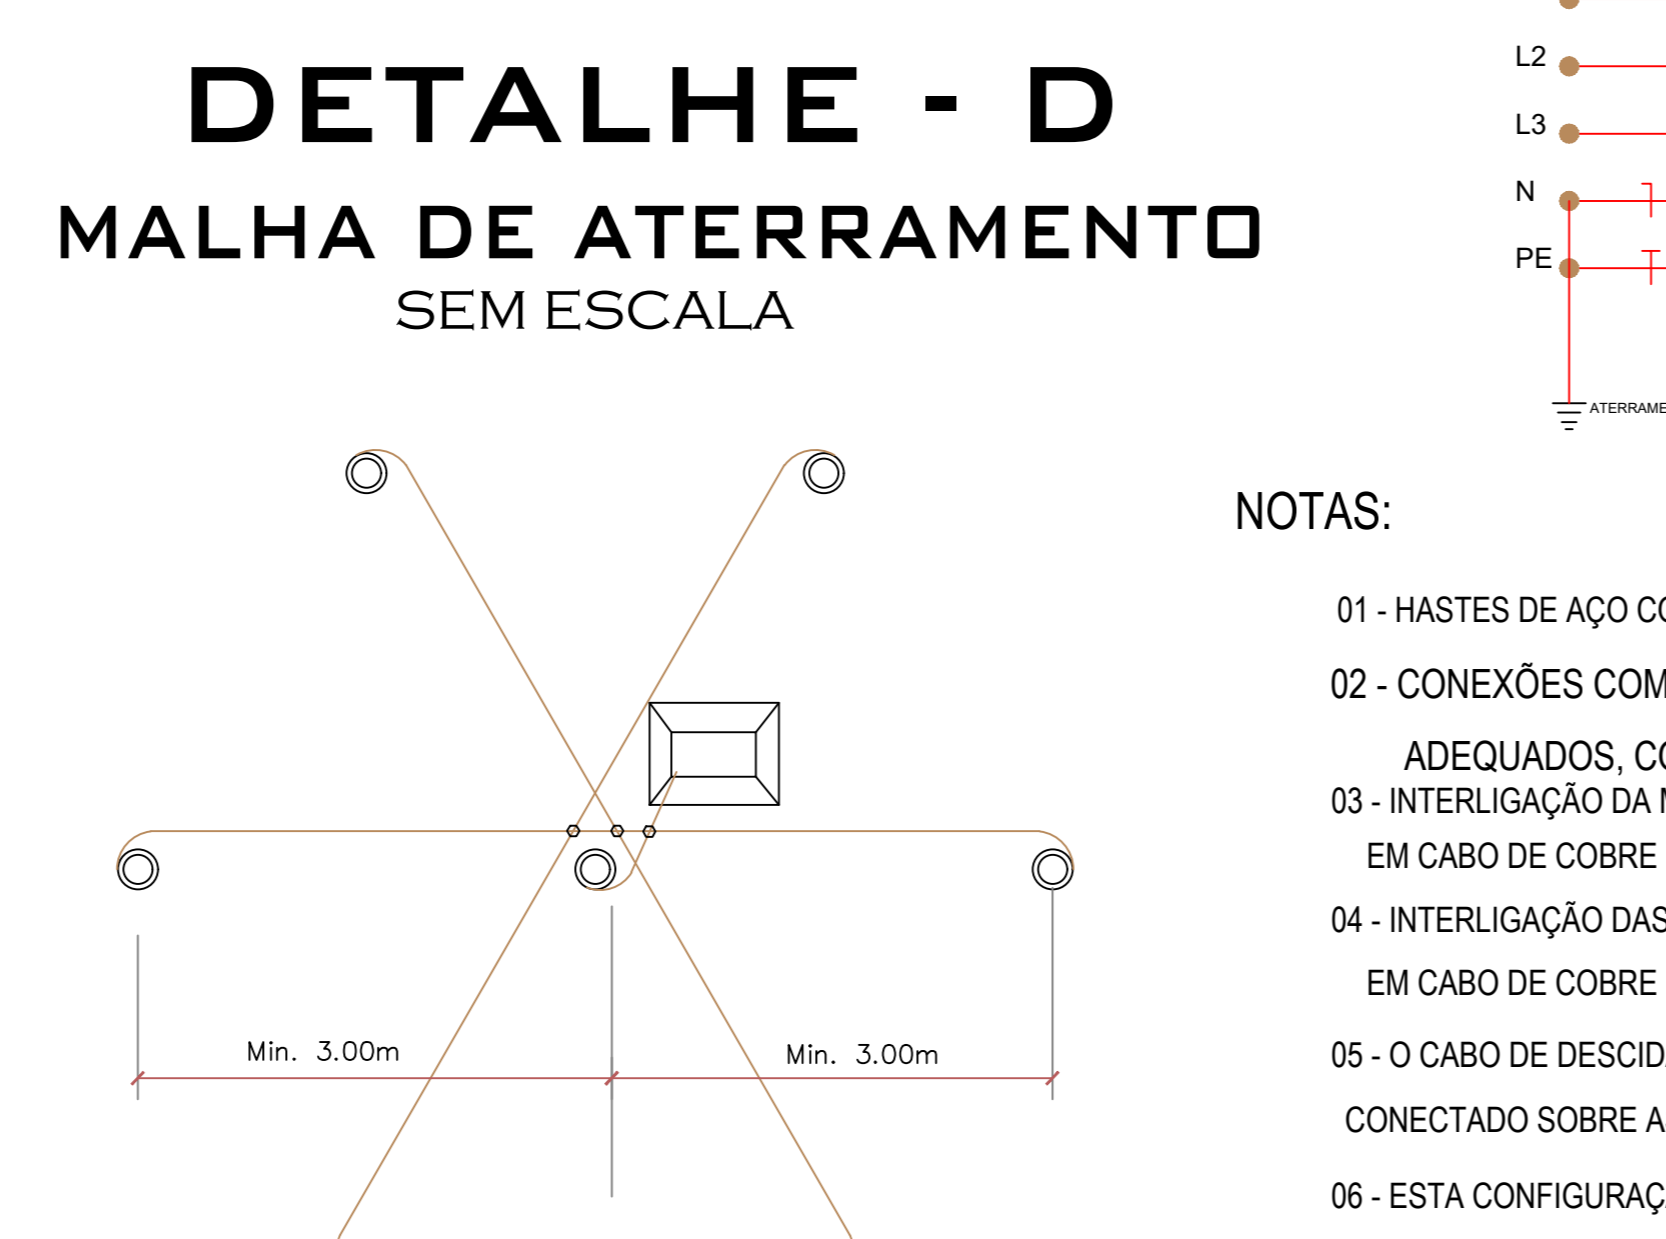 DETALHE - D
MALHA DE ATERRAMENTO
SEM ESCALA
L2
L3
N
PE
NOTAS:
01 - HASTES DE AÇO
02 - CONEXÕES COM
ADEQUADOS,
03 - INTERLIGAÇÃO DA
EM CABO DE COBRE
04 - INTERLIGAÇÃO DAS
EM CABO DE COBRE
05 - O CABO DE
CONECTADO SOBRE
06 - ESTA
Min. 3.00m
Min. 3.00m